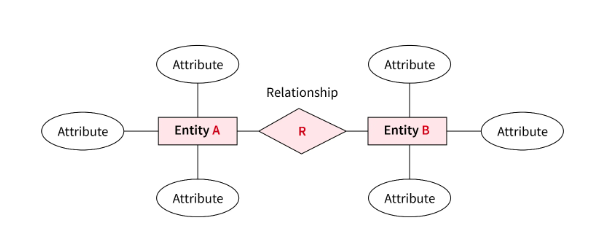 Attribute
Attribute
Relationship
Attribute
Entity A
R
Entity B
Attribute
Attribute
Attribute